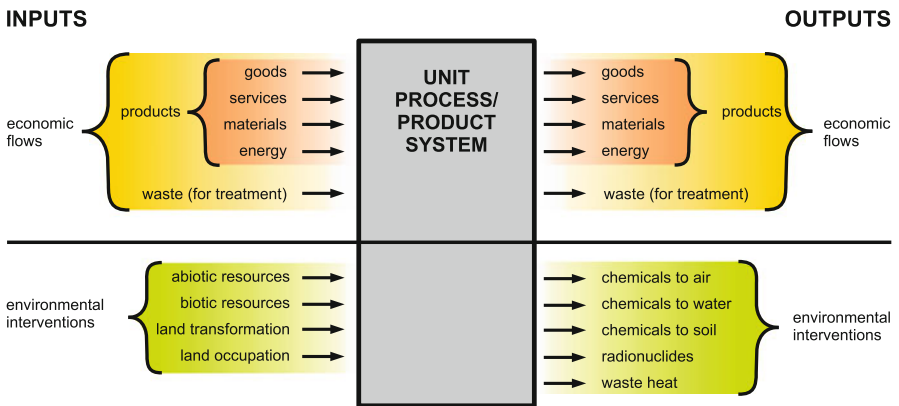 INPUTS
OUTPUTS
UNIT
PROCESS/
PRODUCT
SYSTEM
economic
flows
products
goods
services
materials
energy
waste (for treatment)
goods
services
materials
energy
products
waste (for treatment)
economic
flows
environmental
interventions
abiotic resources
biotic resources
land transformation
land occupation
chemicals to air
chemicals to water
chemicals to soil
radionuclides
waste heat
environmental
interventions